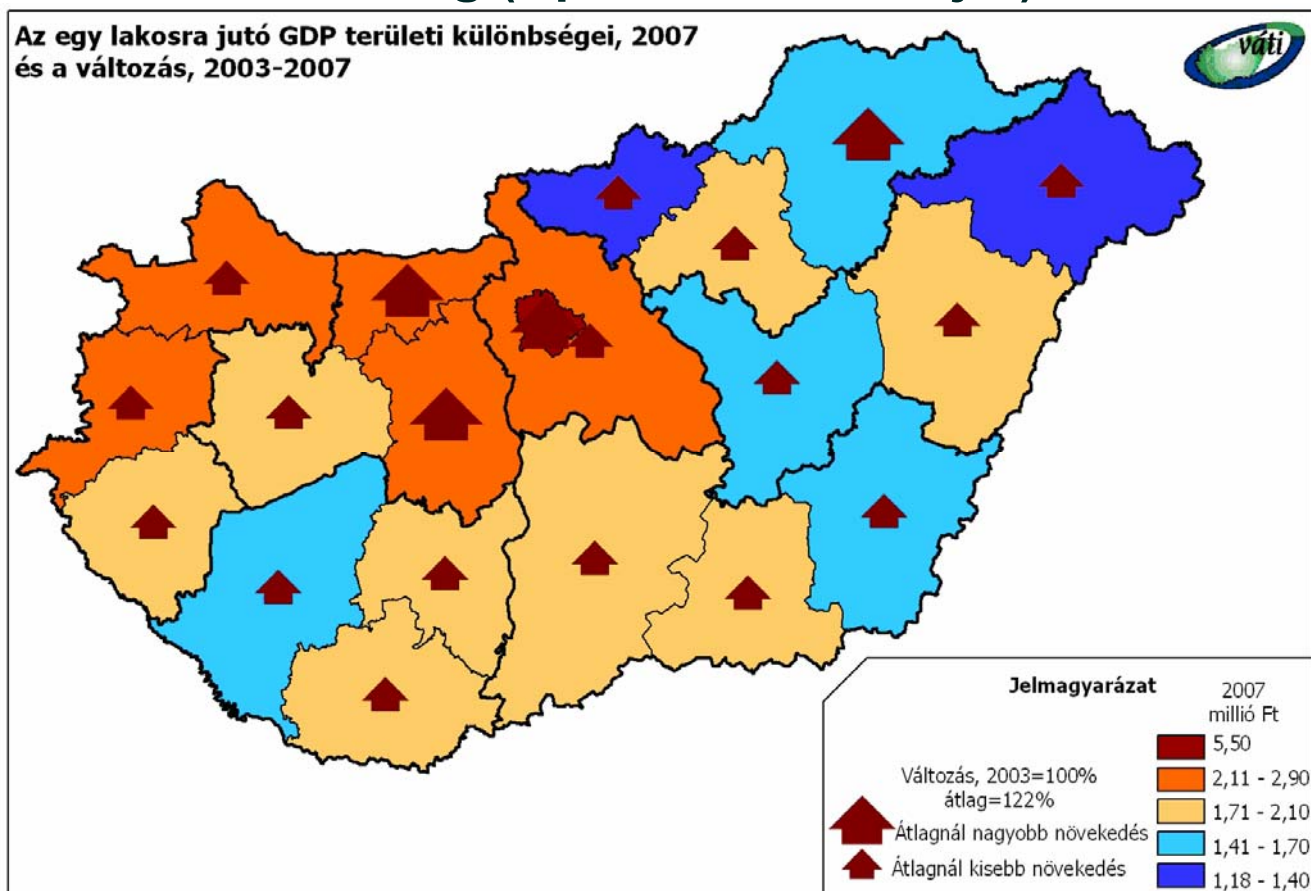 Az egy lakosra jutó GDP területi különbségei, 2007
és a változás, 2003-2007
váti
Jelmagyarázat
2007
millió Ft
5,50
2,11 - 2,90
1,71 - 2,10
1,41 - 1,70
1,18 - 1,40
Változás, 2003=100%
átlag=122%
Átlagnál nagyobb növekedés
Átlagnál kisebb növekedés